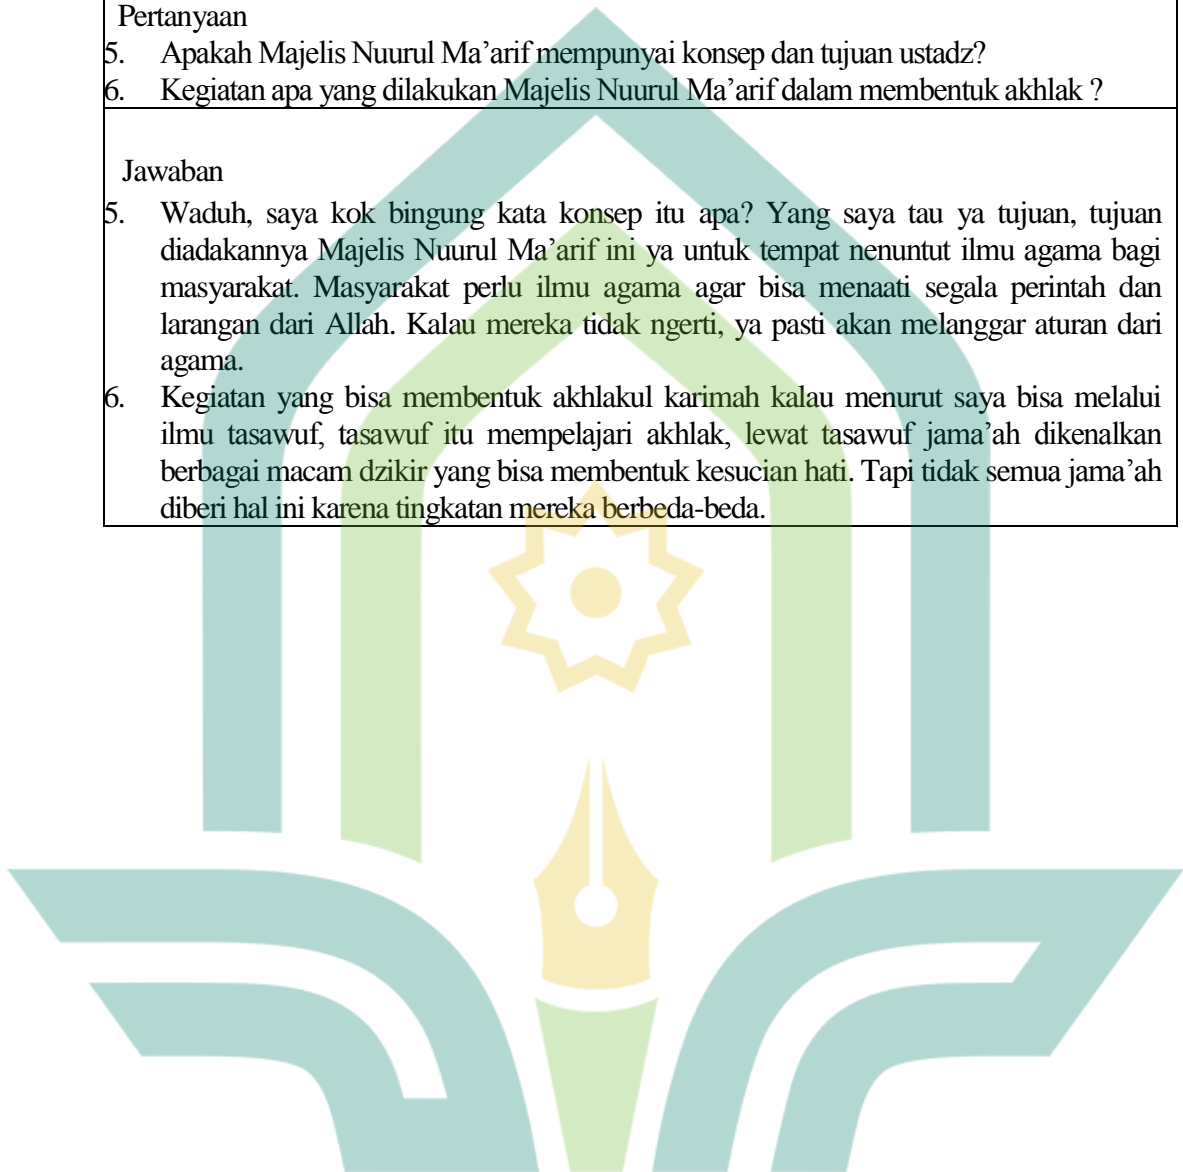 Pertanyaan
5. Apakah Majelis Nuurul Ma’arif mempunyai konsep dan tujuan ustadz?
6. Kegiatan apa yang dilakukan Majelis Nuurul Ma’arif dalam membentuk akhlak ?
Jawaban
5. Waduh, saya kok bingung kata konsep itu apa? Yang saya tau ya tujuan, tujuan
diadakannya Majelis Nuurul Ma’arif ini ya untuk tempat nenuntut ilmu agama bagi
masyarakat. Masyarakat perlu ilmu agama agar bisa menaati segala perintah dan
larangan dari Allah. Kalau mereka tidak ngerti, ya pasti akan melanggar aturan dari
agama.
6. Kegiatan yang bisa membentuk akhlakul karimah kalau menurut saya bisa melalui
ilmu tasawuf, tasawuf itu mempelajari akhlak, lewat tasawuf jama’ah dikenalkan
berbagai macam dzikir yang bisa membentuk kesucian hati. Tapi tidak semua jama’ah
diberi hal ini karena tingkatan mereka berbeda-beda.